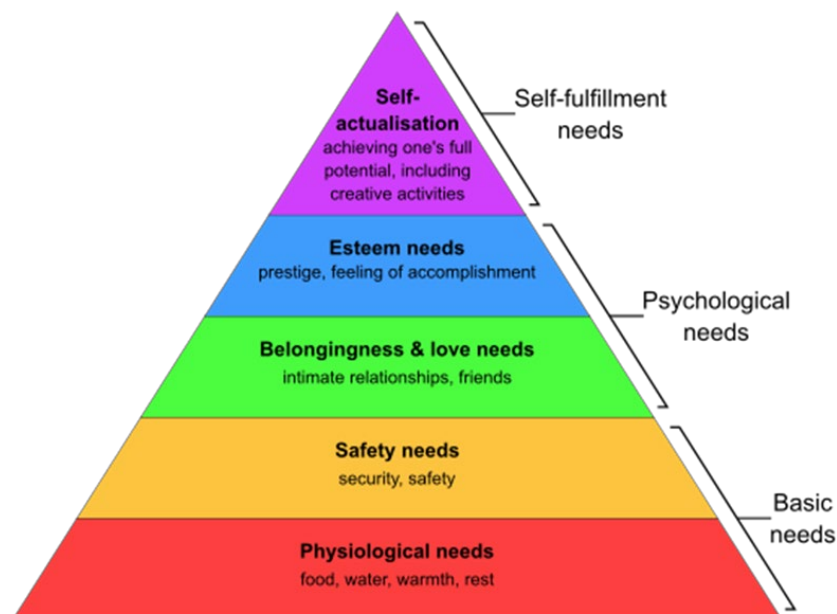 Self-
actualisation
achieving one's full
potential, including
creative activities
Self-fulfillment
needs
Esteem needs
prestige, feeling of accomplishment
Psychological
needs
Belongingness & love needs
intimate relationships, friends
Safety needs
security, safety
Basic
needs
Physiological needs
food, water, warmth, rest